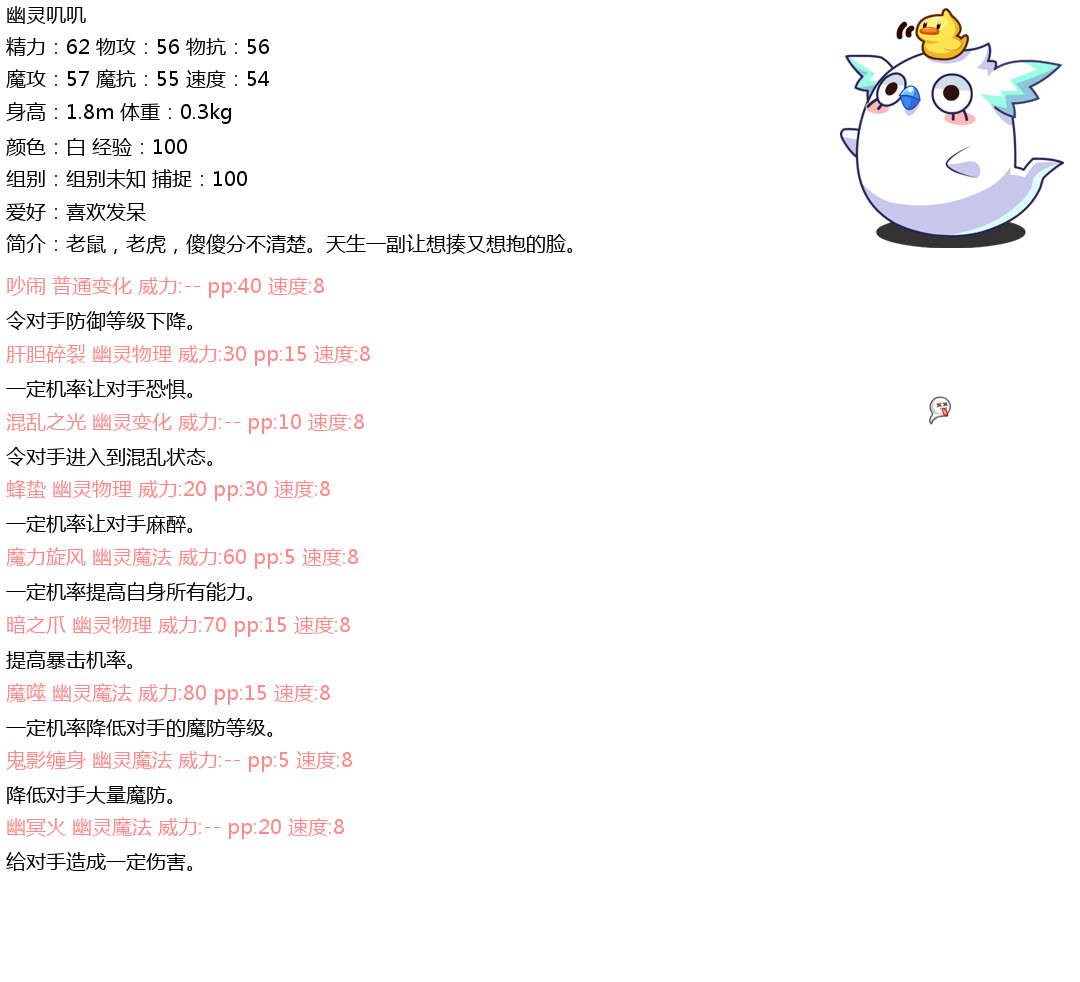 幽灵叽叽
精力：62 物攻：56 物抗：56
魔攻：57 魔抗：55 速度：54
身高：1.8m 体重：0.3kg
颜色：白 经验：100
组别：组别未知 捕捉：100
爱好：喜欢发呆
简介：老鼠，老虎，傻傻分不清楚。天生一副让想揍又想抱的脸。
吵闹 普通变化 威力:-- pp:40 速度:8
令对手防御等级下降。
肝胆碎裂 幽灵物理 威力:30 pp:15 速度:8
一定机率让对手恐惧。
混乱之光 幽灵变化 威力:-- pp:10 速度:8
令对手进入到混乱状态。
蜂蛰 幽灵物理 威力:20 pp:30 速度:8
一定机率让对手麻醉。
魔力旋风 幽灵魔法 威力:60 pp:5 速度:8
一定机率提高自身所有能力。
暗之爪 幽灵物理 威力:70 pp:15 速度:8
提高暴击机率。
魔噬 幽灵魔法 威力:80 pp:15 速度:8
一定机率降低对手的魔防等级。
鬼影缠身 幽灵魔法 威力:-- pp:5 速度:8
降低对手大量魔防。
幽冥火 幽灵魔法 威力:-- pp:20 速度:8
给对手造成一定伤害。